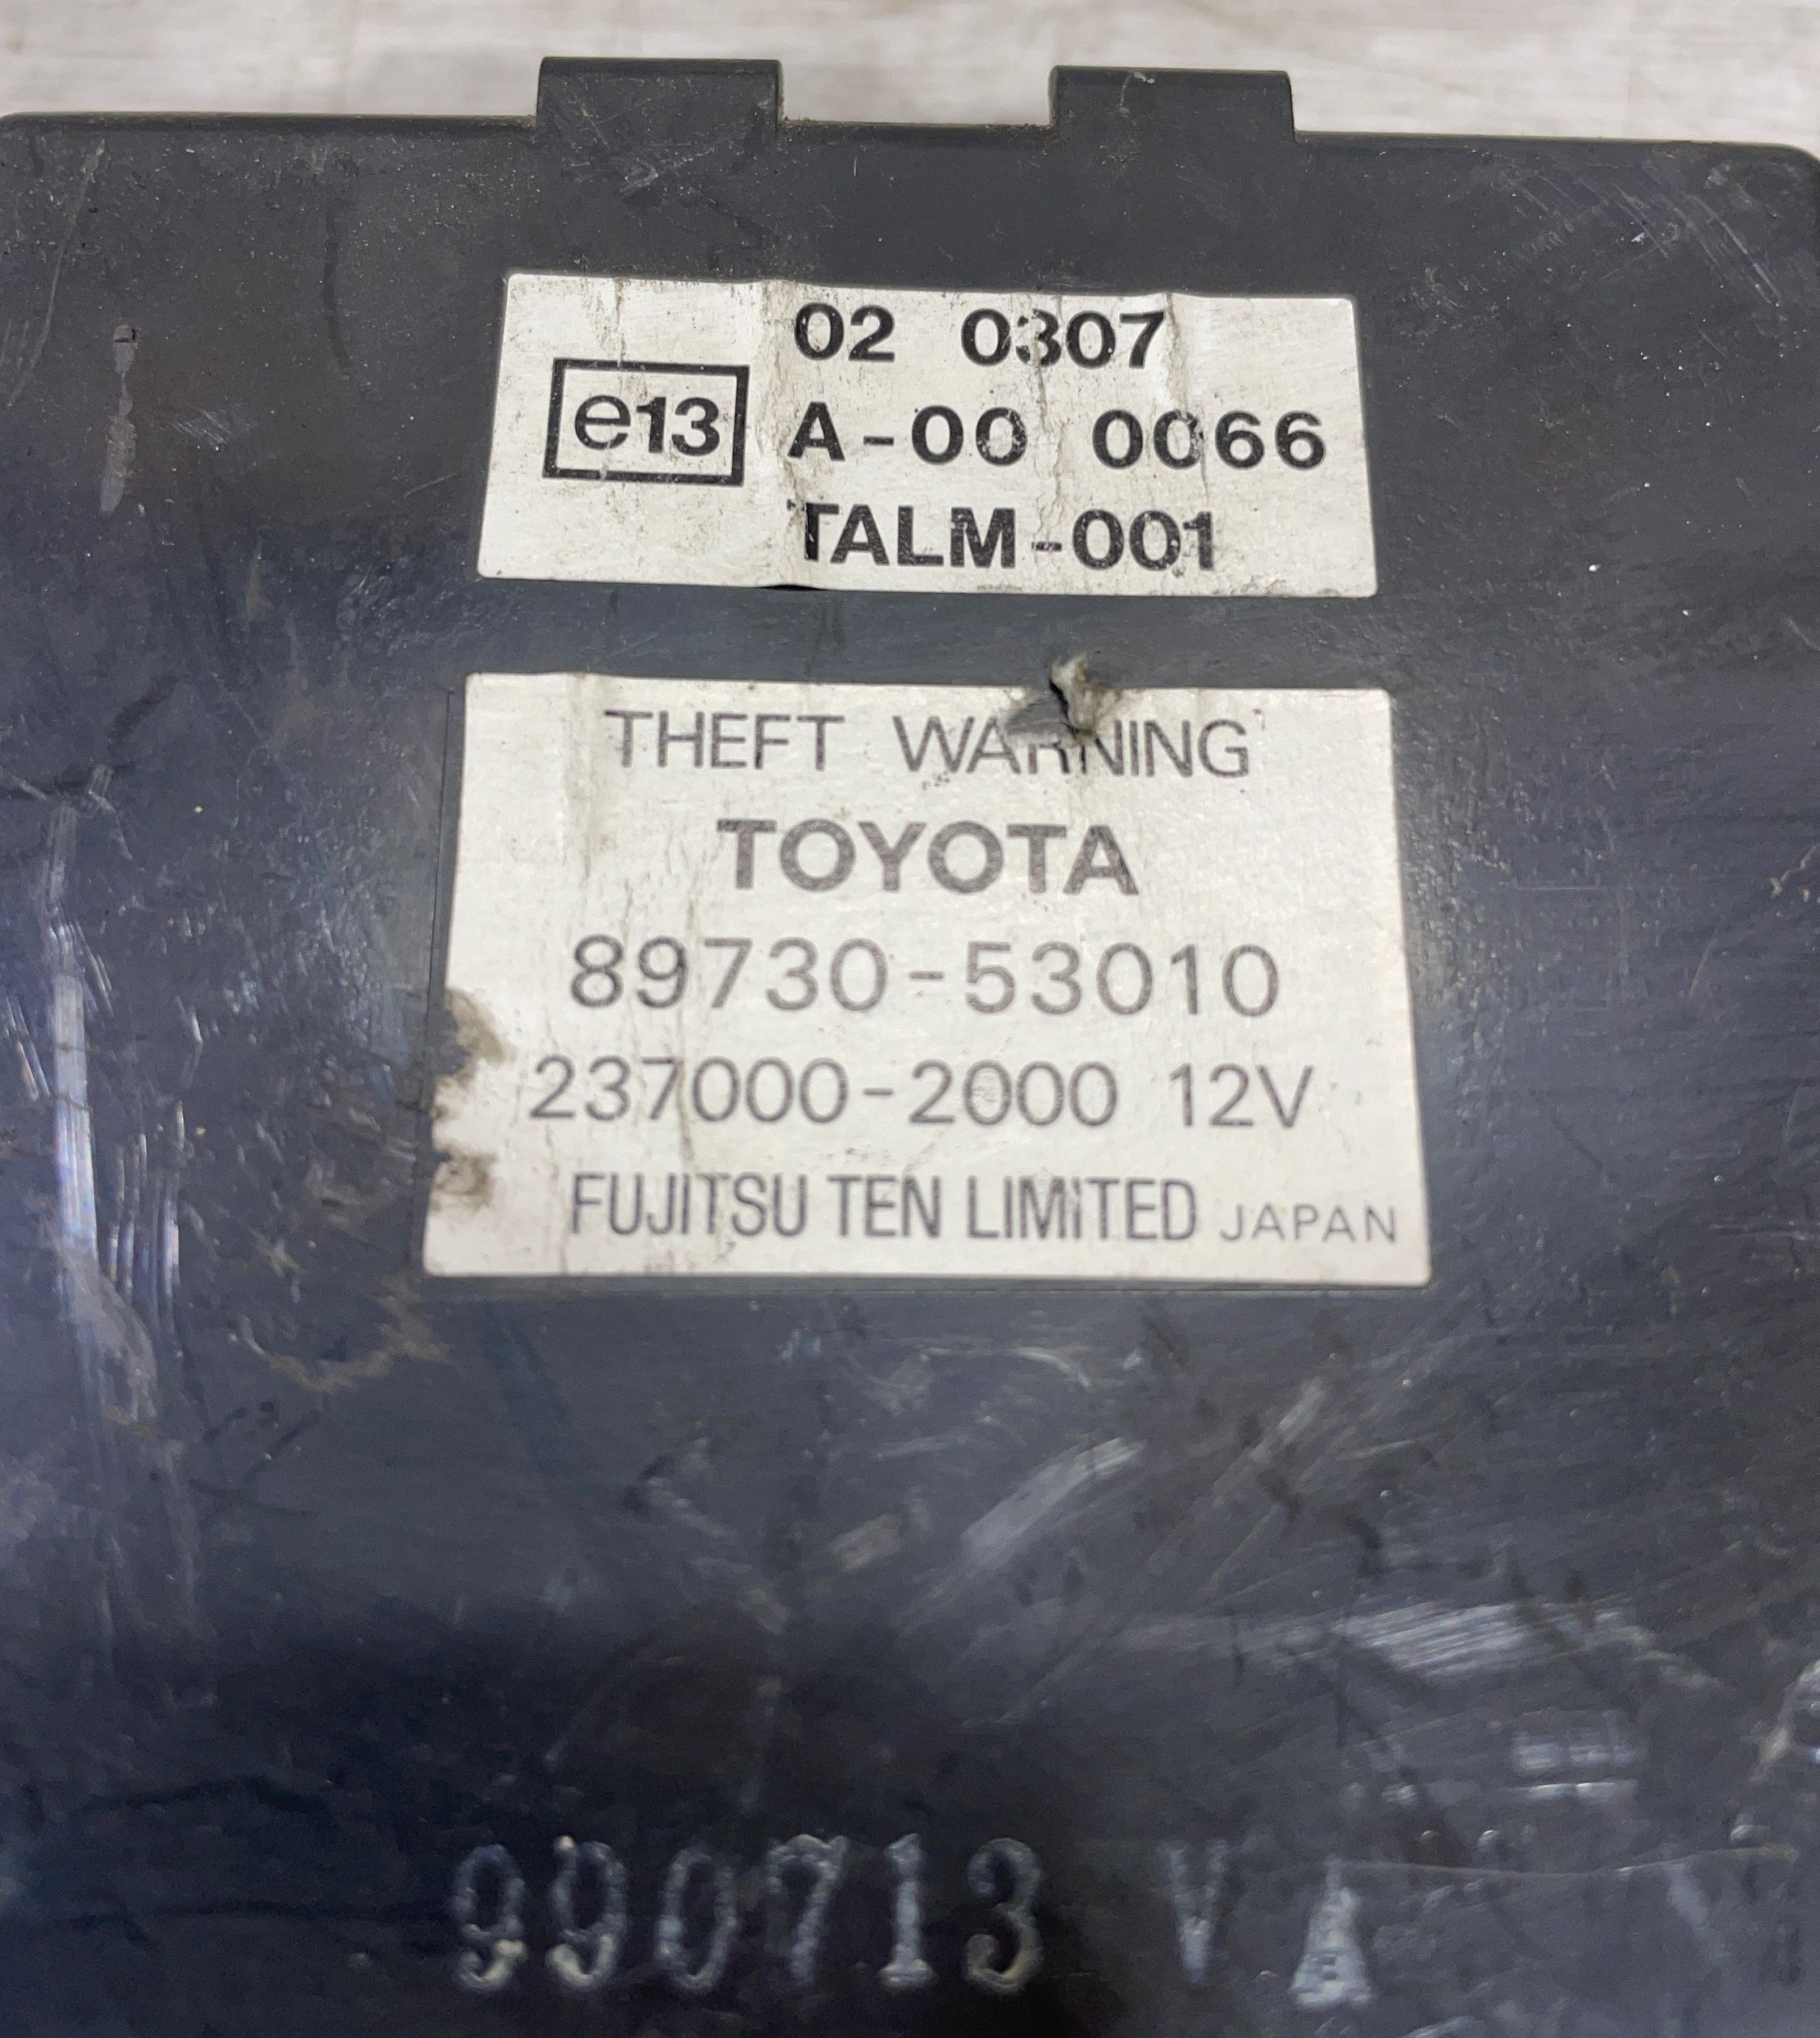 02 0307
e13 A-00 0066
TALM-001
THEFT WARNING
TOYOTA
89730-53010
237000-2000 12V
FUJITSU TEN LIMITED JAPAN
990713 V